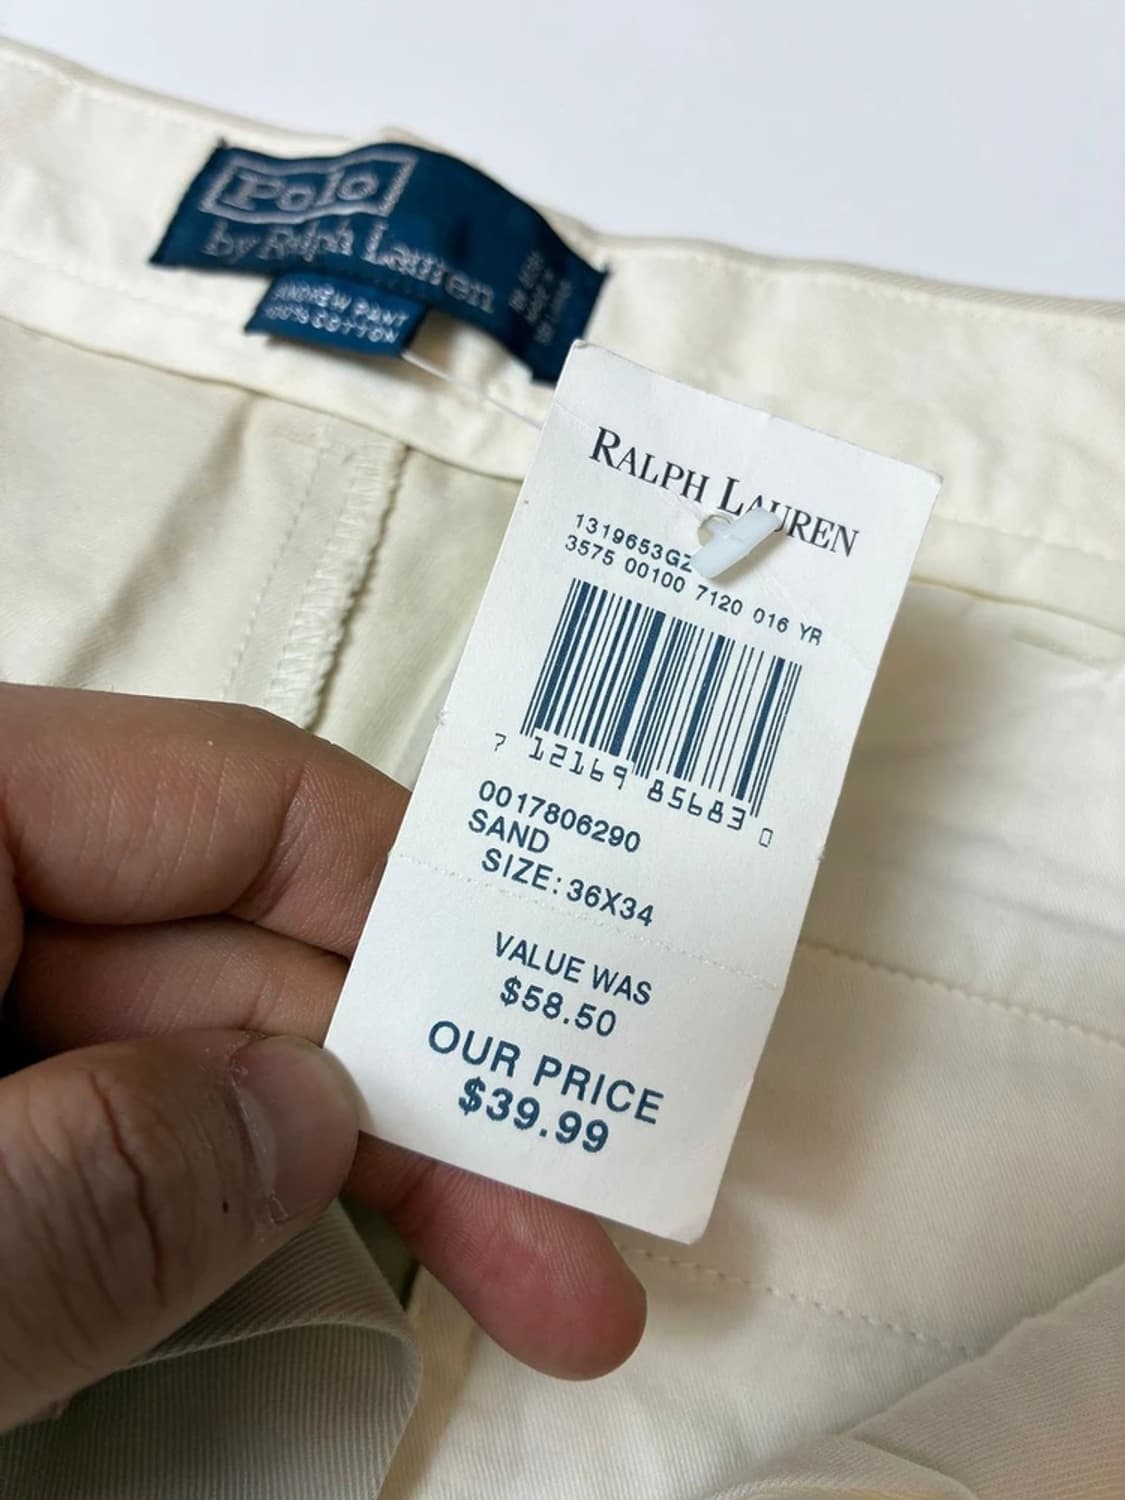 Polo
by Ralph Lauren
ANDREW PANT
100% COTTON
RALPH LAUREN
1319653GZ
3575 00100 7120 016 YR
7 12169 85683 0
0017806290
SAND
SIZE: 36X34
VALUE WAS
$58.50
OUR PRICE
$39.99